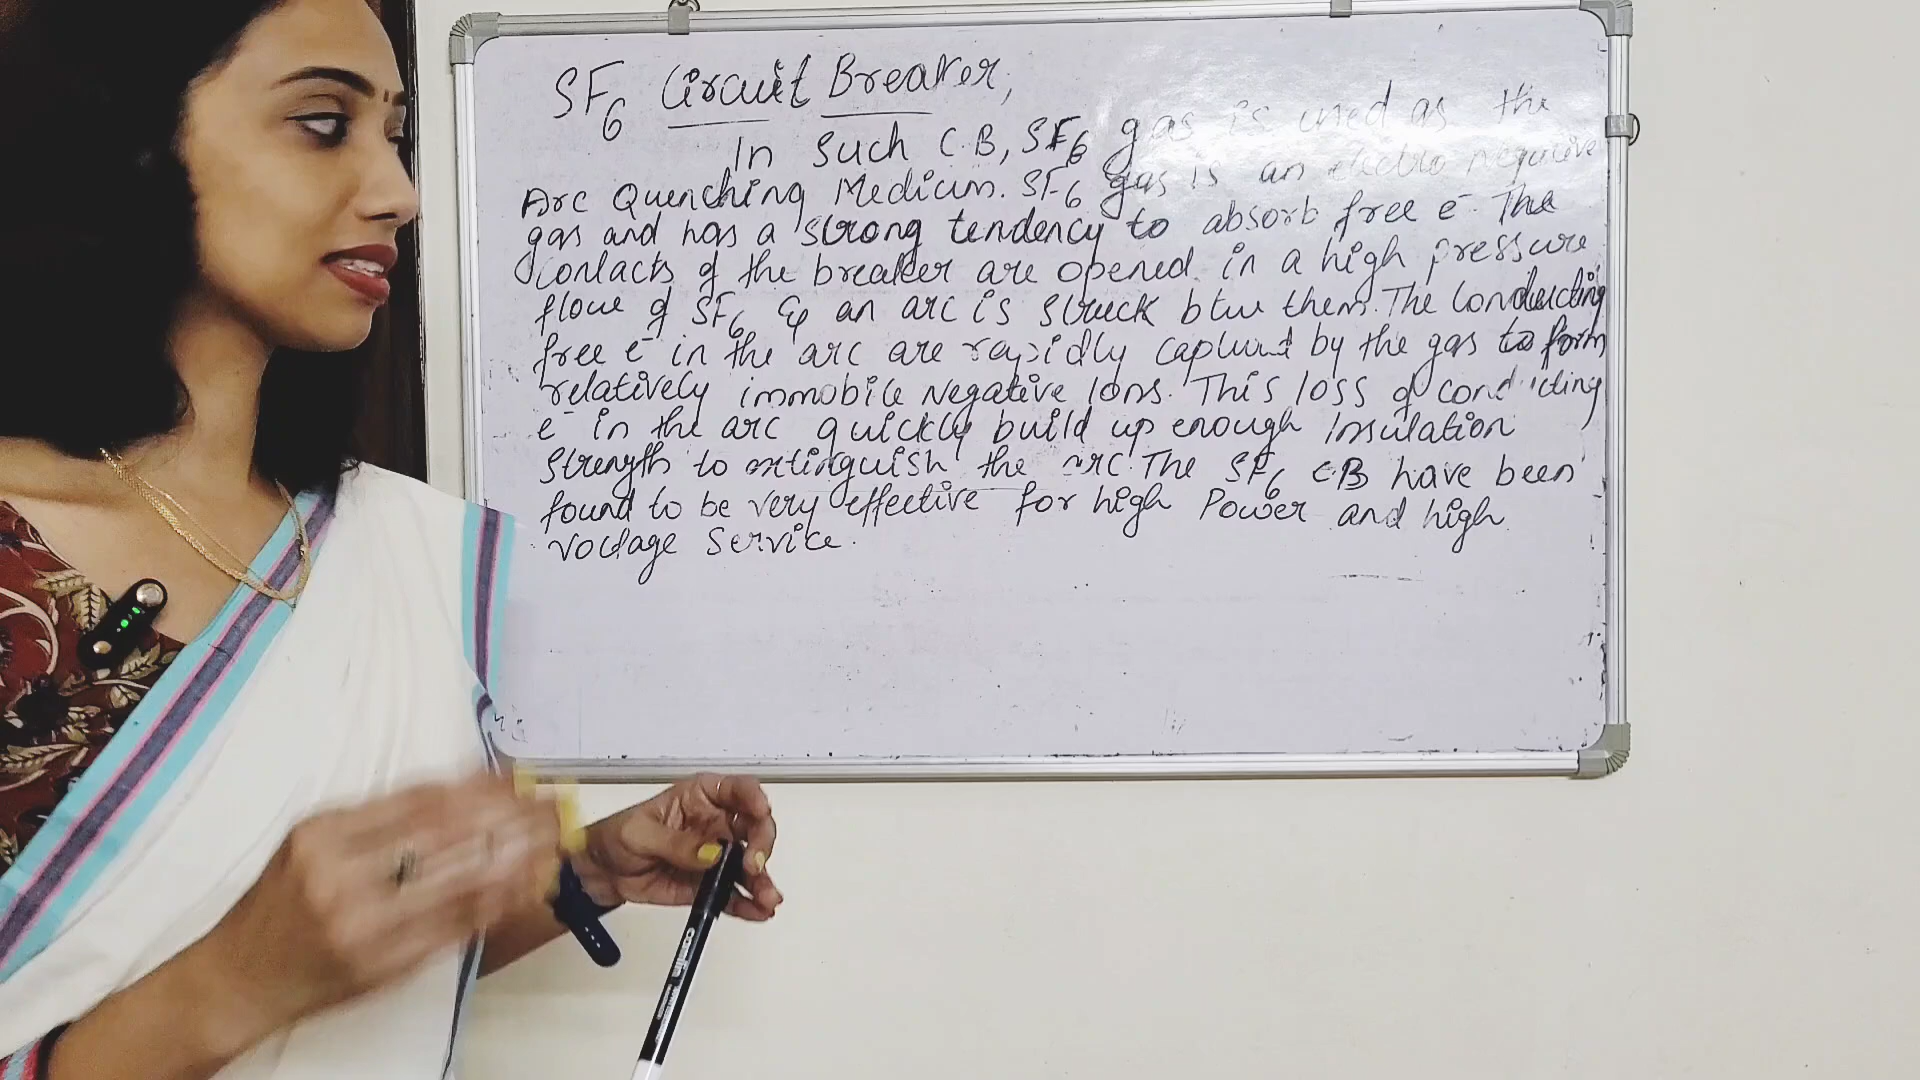 SF6 Circuit Breaker,
In such C.B, SF6 gas is used as the
Arc Quenching Medium. SF6 gas is an electro negative
gas and has a strong tendency to absorb free e-. The
contacts of the breaker are opened in a high pressure
flow of SF6 & an arc is struck btw them. The conducting
free e- in the arc are rapidly captured by the gas to form
relatively immobile negative Ions. This loss of conducting
e- in the arc quickly build up enough Insulation
strength to extinguish the arc. The SF6 CB have been
found to be very effective for high Power and high
voltage service.
camlin